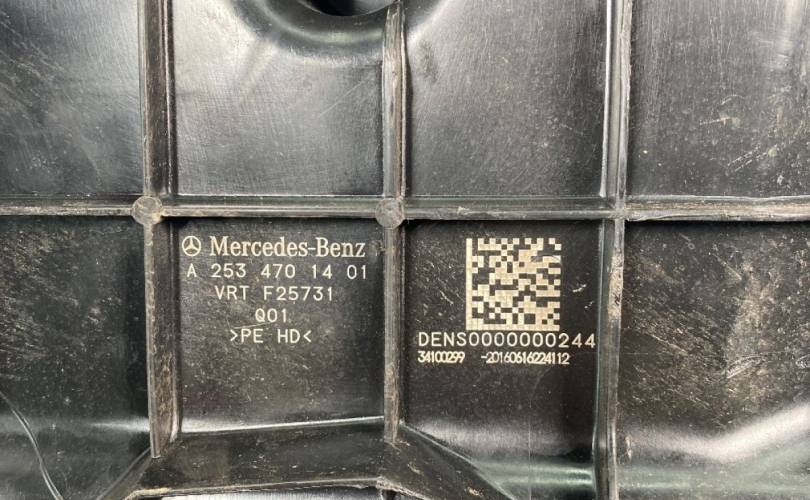 Mercedes-Benz
A 253 470 14 01
VRT F25731
Q01
>PE HD<
DENS0000000244
34100299 -20160616224112